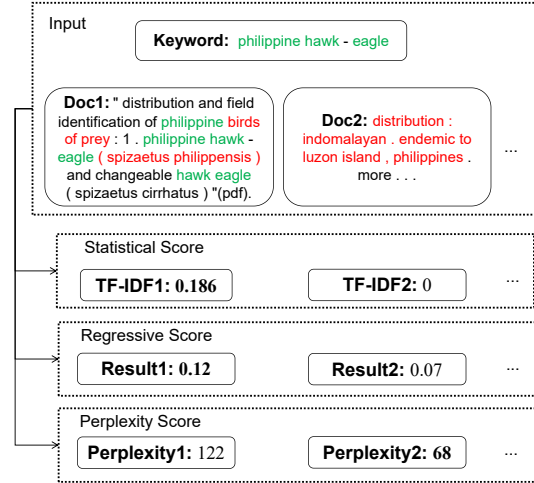 Input
Keyword: philippine hawk - eagle
Doc1: " distribution and field
identification of philippine birds
of prey : 1 . philippine hawk -
eagle ( spizaetus philippensis )
and changeable hawk eagle
( spizaetus cirrhatus ) "(pdf).
Doc2: distribution :
indomalayan . endemic to
luzon island , philippines .
more . . .
...
Statistical Score
TF-IDF1: 0.186
TF-IDF2: 0
...
Regressive Score
Result1: 0.12
Result2: 0.07
...
Perplexity Score
Perplexity1: 122
Perplexity2: 68
...